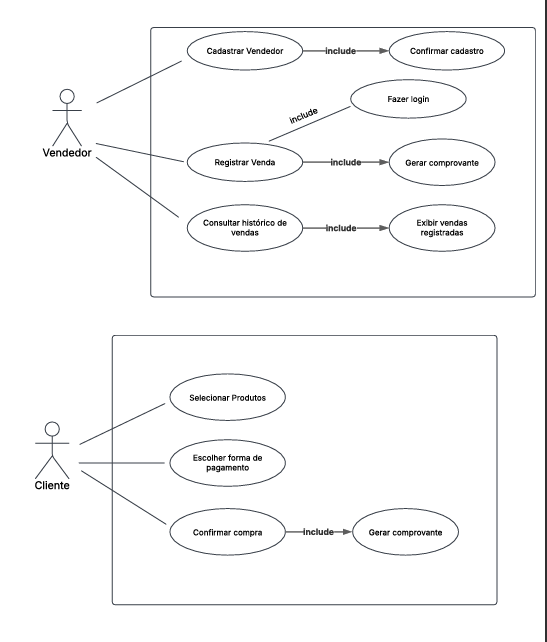 Cadastrar Vendedor
include
Confirmar cadastro
Fazer login
include
Vendedor
Registrar Venda
include
Gerar comprovante
Consultar histórico de
vendas
include
Exibir vendas
registradas
Selecionar Produtos
Escolher forma de
pagamento
Cliente
Confirmar compra
include
Gerar comprovante